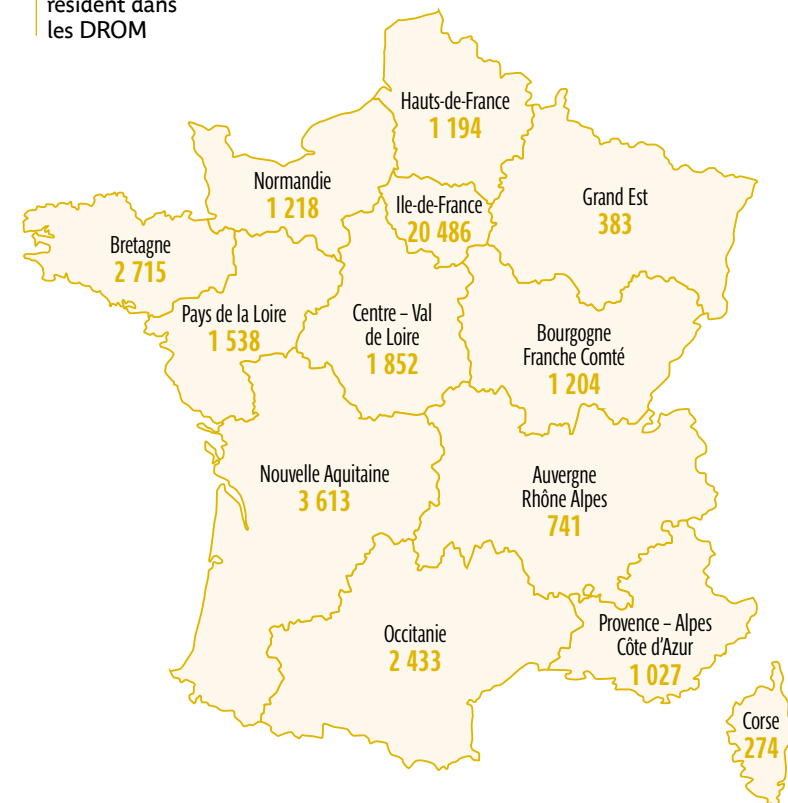 résident dans
les DROM
Hauts-de-France
1 194
Normandie
1 218
Ile-de-France
20 486
Grand Est
383
Bretagne
2 715
Pays de la Loire
1 538
Centre – Val
de Loire
1 852
Bourgogne
Franche Comté
1 204
Nouvelle Aquitaine
3 613
Auvergne
Rhône Alpes
741
Occitanie
2 433
Provence – Alpes
Côte d'Azur
1 027
Corse
274